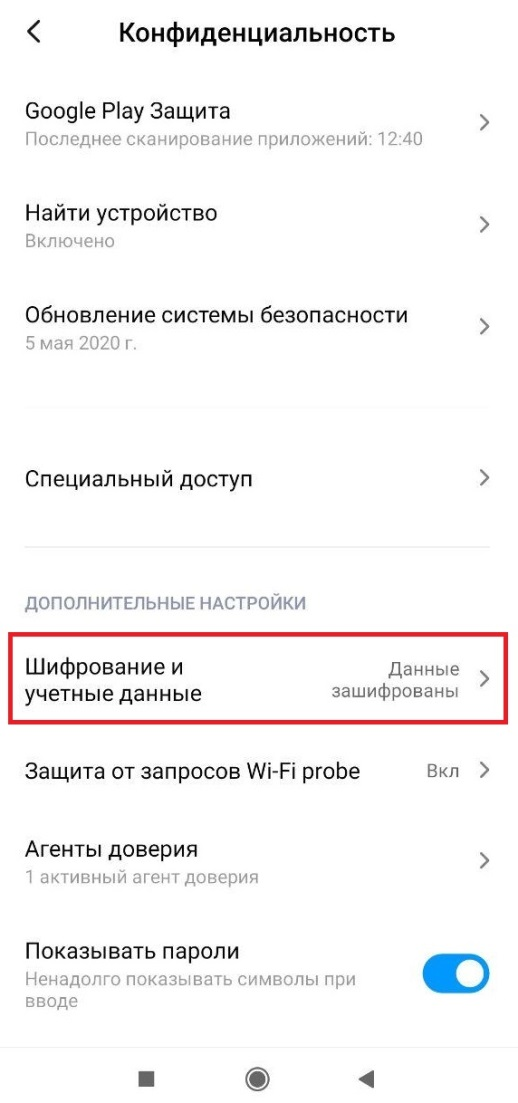 Конфиденциальность
Google Play Защита
Последнее сканирование приложений: 12:40
Найти устройство
Включено
Обновление системы безопасности
5 мая 2020 г.
Специальный доступ
ДОПОЛНИТЕЛЬНЫЕ НАСТРОЙКИ
Шифрование и
учетные данные
Данные
зашифрованы
Защита от запросов Wi-Fi probe
Вкл
Агенты доверия
1 активный агент доверия
Показывать пароли
Ненадолго показывать символы при
вводе